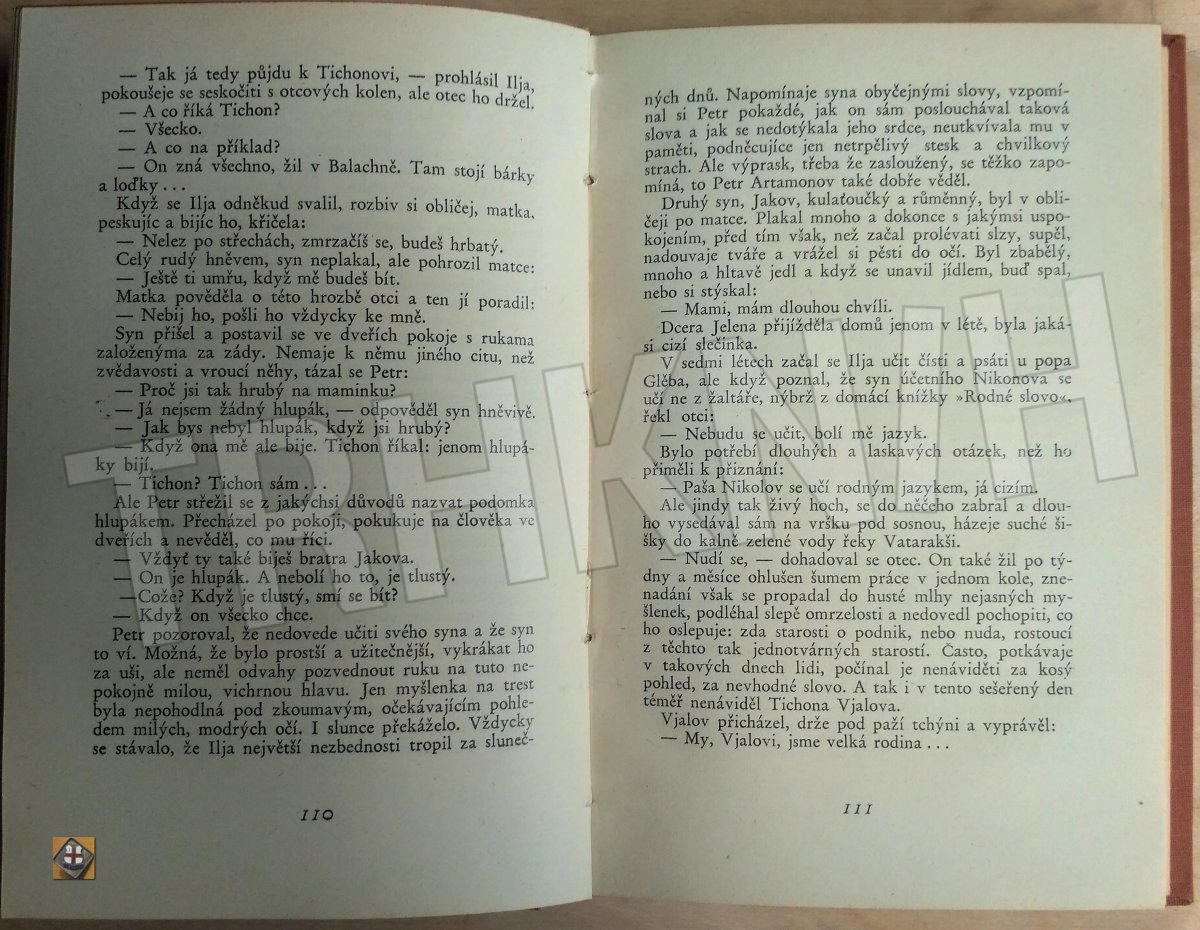 — Tak já tedy půjdu k Tichonovi, — prohlásil Ilja,
pokoušeje se seskočíti s otcových kolen, ale otec ho držel.
— A co říká Tichon?
— Všecko.
— A co na příklad?
— On zná všechno, žil v Balachně. Tam stojí bárky
a loďky . . .
Když se Ilja odněkud svalil, rozbiv si obličej, matka,
peskujíc a bijíc ho, křičela:
— Nelez po střechách, zmrzačíš se, budeš hrbatý.
Celý rudý hněvem, syn neplakal, ale pohrozil matce:
— Ještě ti umřu, když mě budeš bít.
Matka pověděla o této hrozbě otci a ten jí poradil:
— Nebij ho, pošli ho vždycky ke mně.
Syn přišel a postavil se ve dveřích pokoje s rukama
založenýma za zády. Nemaje k němu jiného citu, než
zvědavosti a vroucí něhy, tázal se Petr:
— Proč jsi tak hrubý na maminku?
— Já nejsem žádný hlupák, — odpověděl syn hněvivě.
— Jak bys nebyl hlupák, když jsi hrubý?
— Když ona mě ale bije. Tichon říkal: jenom hlupá-
ky bijí.
— Tichon? Tichon sám . . .
Ale Petr střežil se z jakýchsi důvodů nazvat podomka
hlupákem. Přecházel po pokoji, pokukuje na člověka ve
dveřích a nevěděl, co mu říci.
— Vždyť ty také biješ bratra Jakova.
— On je hlupák. A nebolí ho to, je tlustý.
—Cože? Když je tlustý, smí se bít?
— Když on všecko chce.
Petr pozoroval, že nedovede učiti svého syna a že syn
to ví. Možná, že bylo prostší a užitečnější, vykrákat ho
za uši, ale neměl odvahy pozvednout ruku na tuto ne-
pokojně milou, vichrnou hlavu. Jen myšlenka na trest
byla nepohodlná pod zkoumavým, očekávajícím pohle-
dem milých, modrých očí. I slunce překáželo. Vždycky
se stávalo, že Ilja největší nezbednosti tropil za sluneč-
110
ných dnů. Napomínaje syna obyčejnými slovy, vzpomí-
nal si Petr pokaždé, jak on sám poslouchával taková
slova a jak se nedotýkala jeho srdce, neutkvívala mu v
paměti, podněcujíce jen netrpělivý stesk a chvilkový
strach. Ale výprask, třeba že zasloužený, se těžko zapo-
míná, to Petr Artamonov také dobře věděl.
Druhý syn, Jakov, kulaťoučký a růměnný, byl v obli-
čeji po matce. Plakal mnoho a dokonce s jakýmsi uspo-
kojením, před tím však, než začal prolévati slzy, supěl,
nadouvaje tváře a vrážel si pěsti do očí. Byl zbabělý,
mnoho a hltavě jedl a když se unavil jídlem, buď spal,
nebo si stýskal:
— Mami, mám dlouhou chvíli.
Dcera Jelena přijížděla domů jenom v létě, byla jaká-
si cizí slečinka.
V sedmi létech začal se Ilja učit čísti a psáti u popa
Glěba, ale když poznal, že syn účetního Nikonova se
učí ne z žaltáře, nýbrž z domácí knížky »Rodné slovo«,
řekl otci:
— Nebudu se učit, bolí mě jazyk.
Bylo potřebí dlouhých a laskavých otázek, než ho
přiměli k přiznání:
— Paša Nikolov se učí rodným jazykem, já cizím.
Ale jindy tak živý hoch, se do něčeho zabral a dlou-
ho vysedával sám na vršku pod sosnou, házeje suché ši-
šky do kalně zelené vody řeky Vatarakši.
— Nudí se, — dohadoval se otec. On také žil po tý-
dny a měsíce ohlušen šumem práce v jednom kole, zne-
nadání však se propadal do husté mlhy nejasných my-
šlenek, podléhal slepě omrzelosti a nedovedl pochopiti, co
ho oslepuje: zda starosti o podnik, nebo nuda, rostoucí
z těchto tak jednotvárných starostí. Často, potkávaje
v takových dnech lidi, počínal je nenáviděti za kosý
pohled, za nevhodné slovo. A tak i v tento sešeřený den
téměř nenáviděl Tichona Vjalova.
Vjalov přicházel, drže pod paží tchýni a vyprávěl:
— My, Vjalovi, jsme velká rodina . . .
111
TRHKNIH